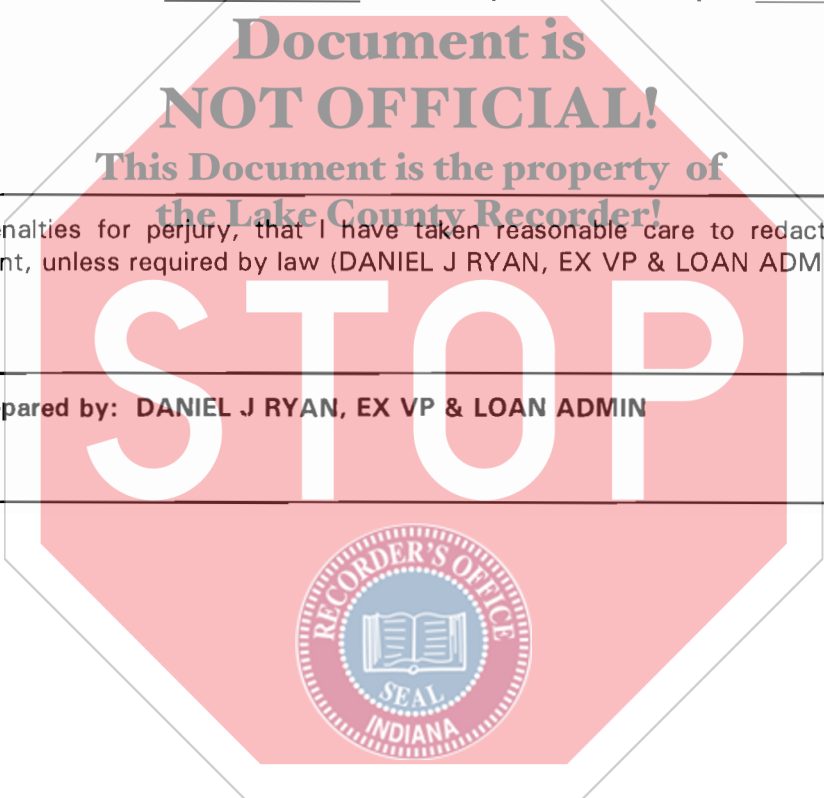 Document is
NOT OFFICIAL!
This Document is the property of
the Lake County Recorder!
enalties for perjury, that I have taken reasonable care to redact
nt, unless required by law (DANIEL J RYAN, EX VP & LOAN ADM
STOP
pared by: DANIEL J RYAN, EX VP & LOAN ADMIN
RECORDER'S OFFICE
SEAL
INDIANA